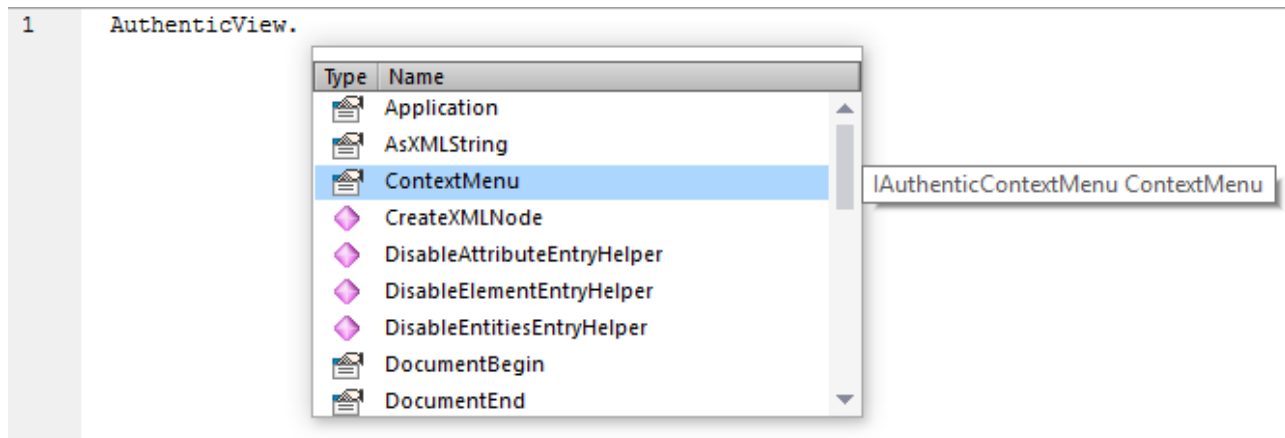 1 AuthenticView.
Type Name
Application
AsXMLString
ContextMenu
IAuthenticContextMenu ContextMenu
CreateXMLNode
DisableAttributeEntryHelper
DisableElementEntryHelper
DisableEntitiesEntryHelper
DocumentBegin
DocumentEnd